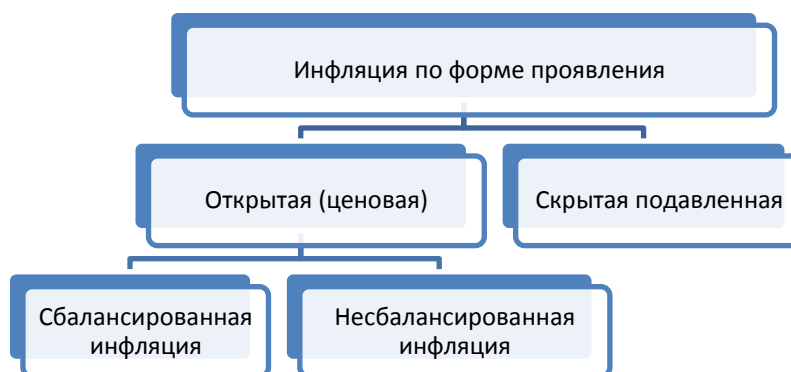 Инфляция по форме проявления
Открытая (ценовая)
Скрытая подавленная
Сбалансированная
инфляция
Несбалансированная
инфляция